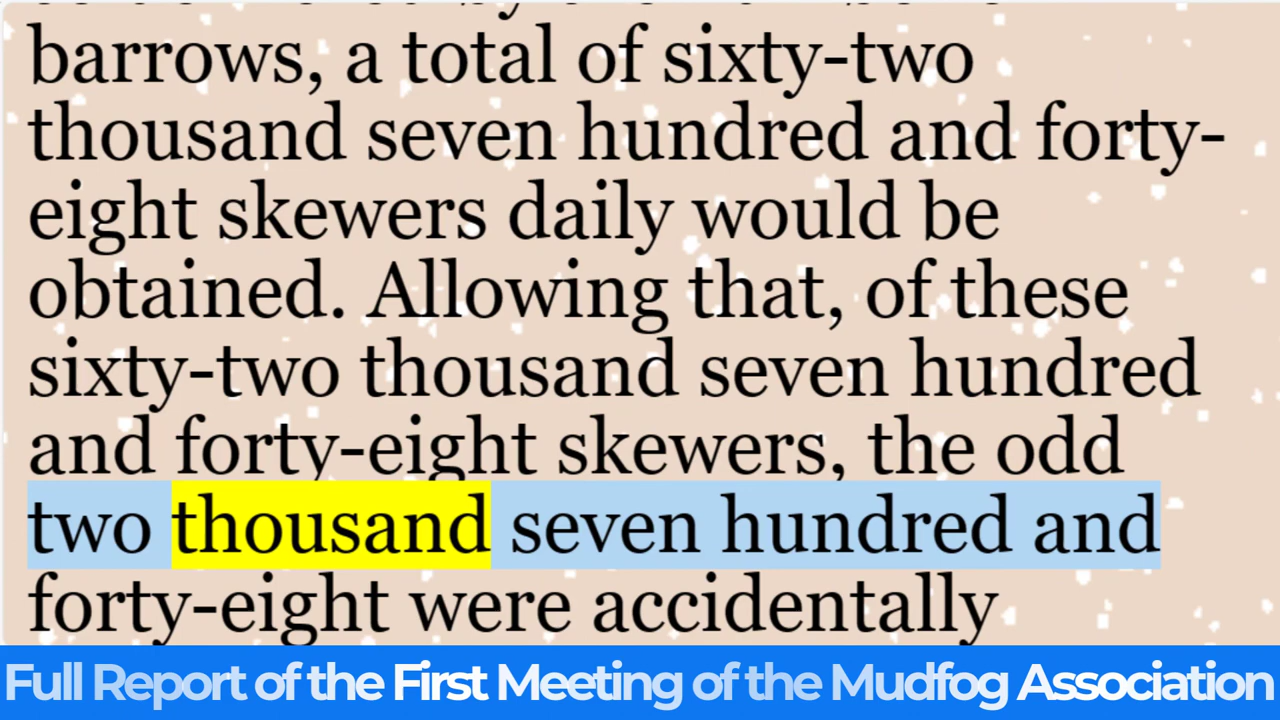 barrows, a total of sixty-two
thousand seven hundred and forty-
eight skewers daily would be
obtained. Allowing that, of these
sixty-two thousand seven hundred
and forty-eight skewers, the odd
two thousand seven hundred and
forty-eight were accidentally
Full Report of the First Meeting of the Mudfog Association